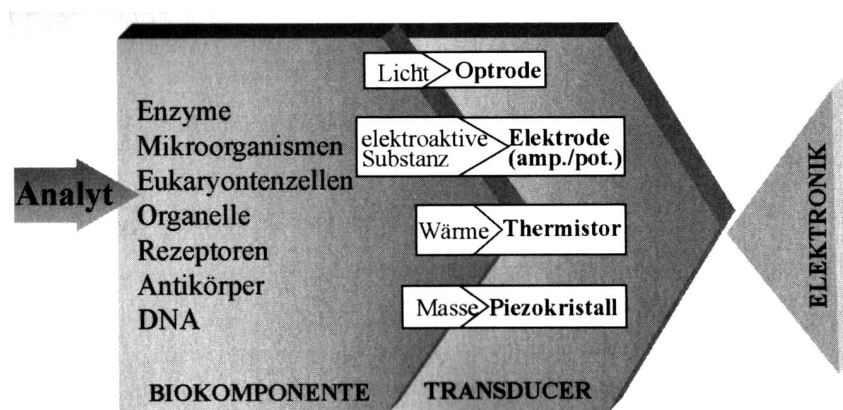 Analyt
Enzyme
Mikroorganismen
Eukaryontenzellen
Organelle
Rezeptoren
Antikörper
DNA
BIOKOMPONENTE
Licht Optrode
elektroaktive Elektrode
Substanz (amp./pot.)
Wärme Thermistor
Masse Piezokristall
TRANSDUCER
ELEKTRONIK